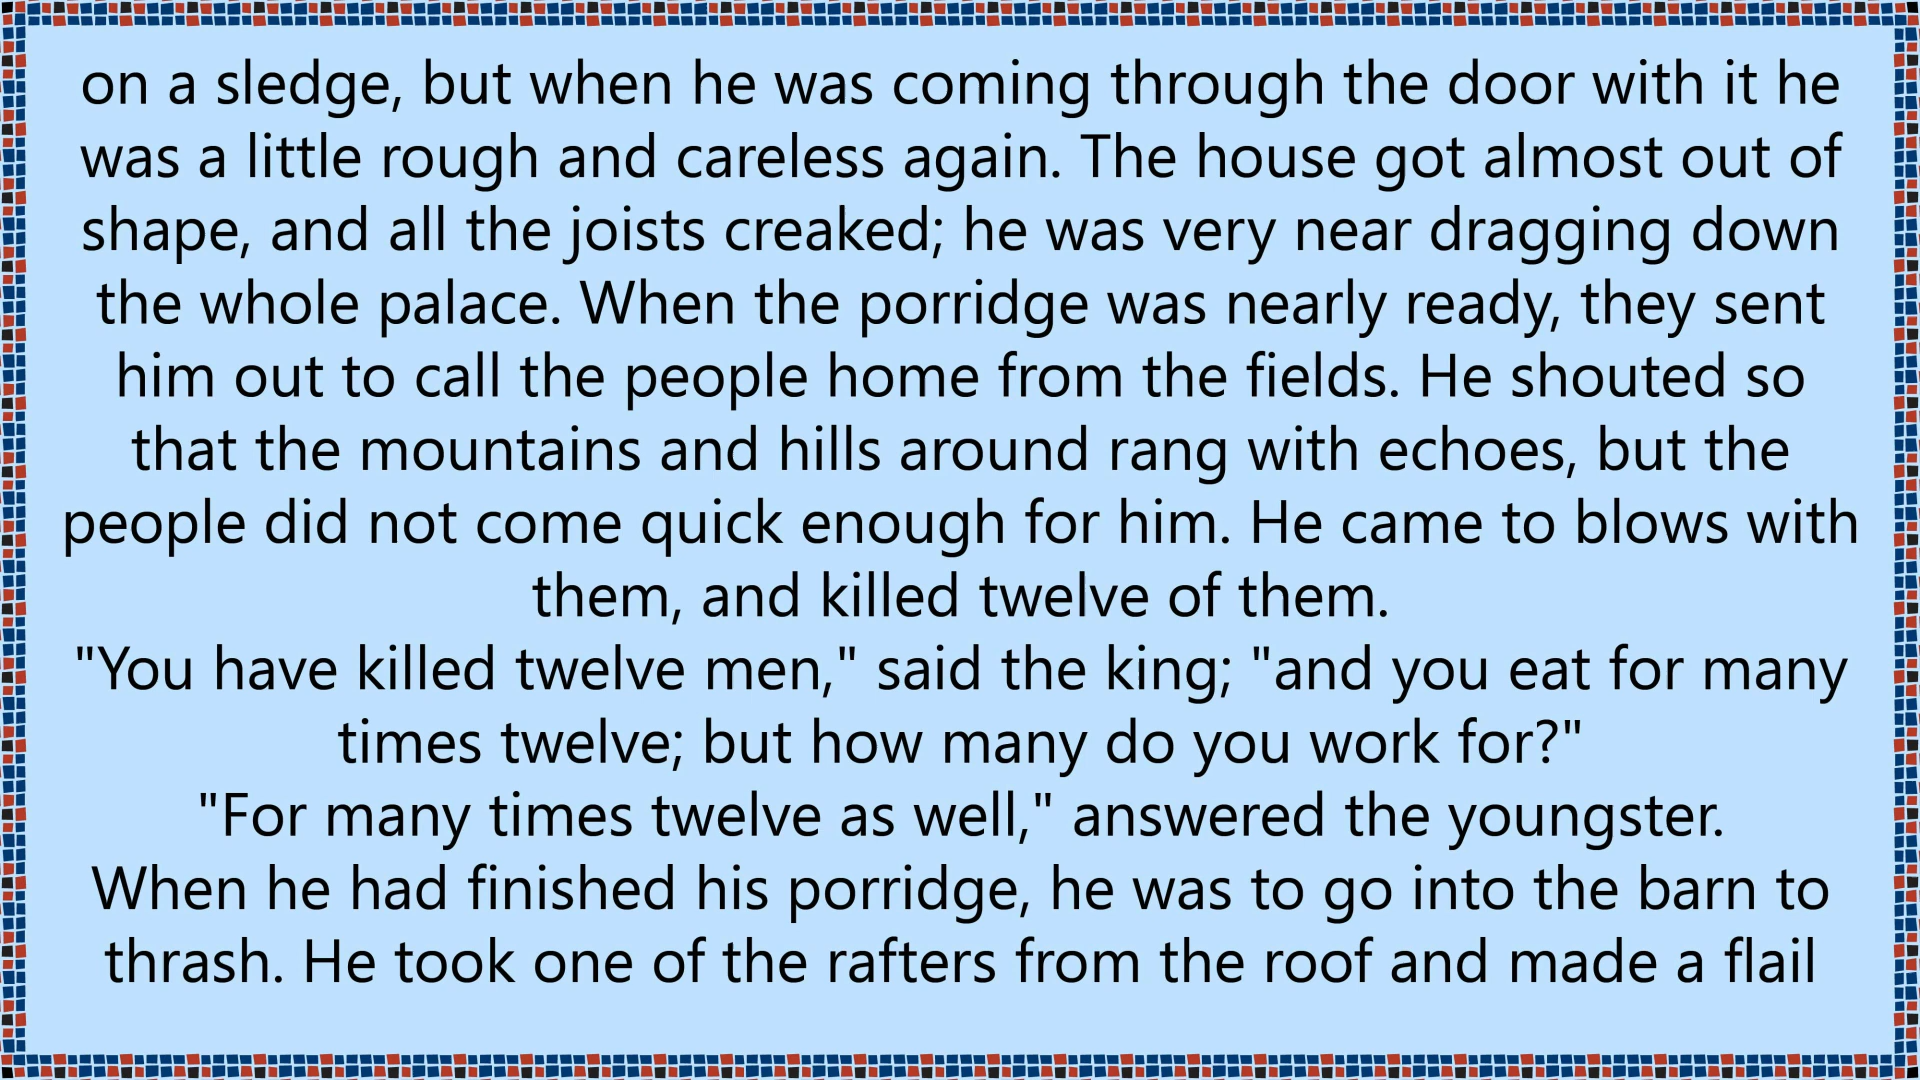 on a sledge, but when he was coming through the door with it he
was a little rough and careless again. The house got almost out of
shape, and all the joists creaked; he was very near dragging down
the whole palace. When the porridge was nearly ready, they sent
him out to call the people home from the fields. He shouted so
that the mountains and hills around rang with echoes, but the
people did not come quick enough for him. He came to blows with
them, and killed twelve of them.
"You have killed twelve men," said the king; "and you eat for many
times twelve; but how many do you work for?"
"For many times twelve as well," answered the youngster.
When he had finished his porridge, he was to go into the barn to
thrash. He took one of the rafters from the roof and made a flail